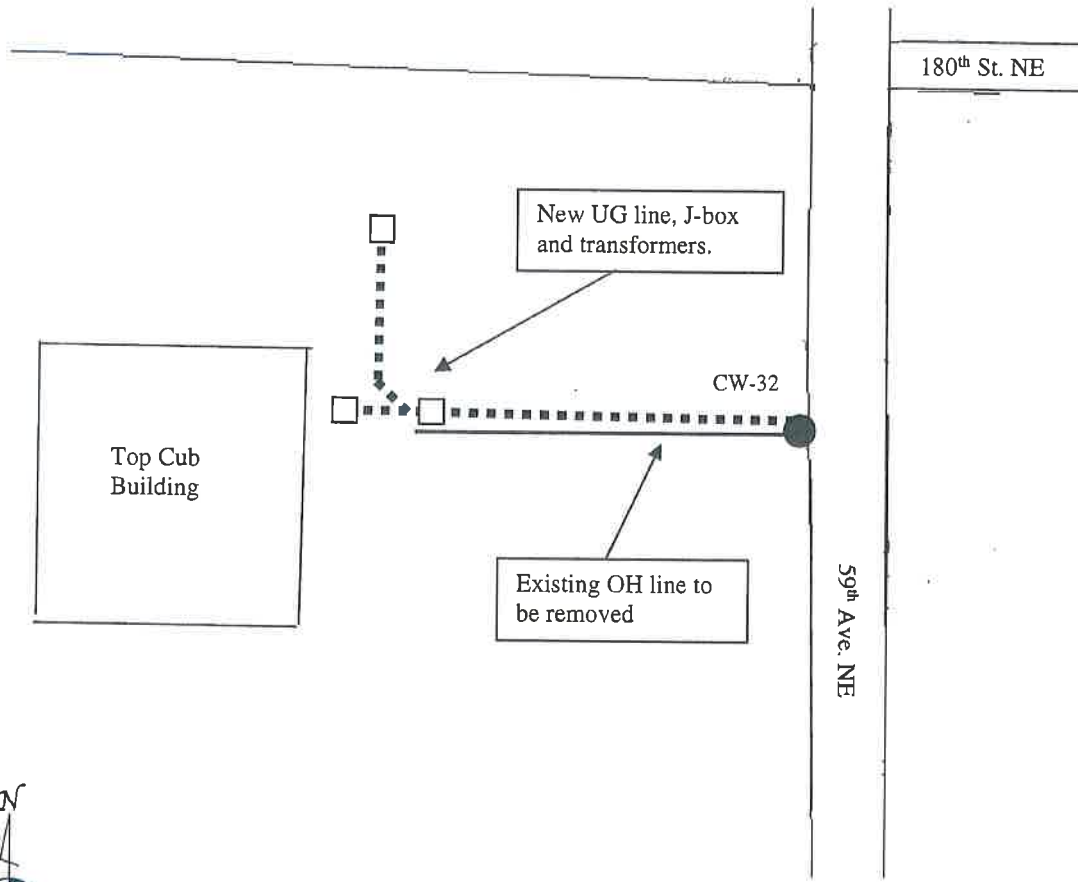 180th St. NE
New UG line, J-box
and transformers.
CW-32
Top Cub
Building
Existing OH line to
be removed
59th Ave. NE
N